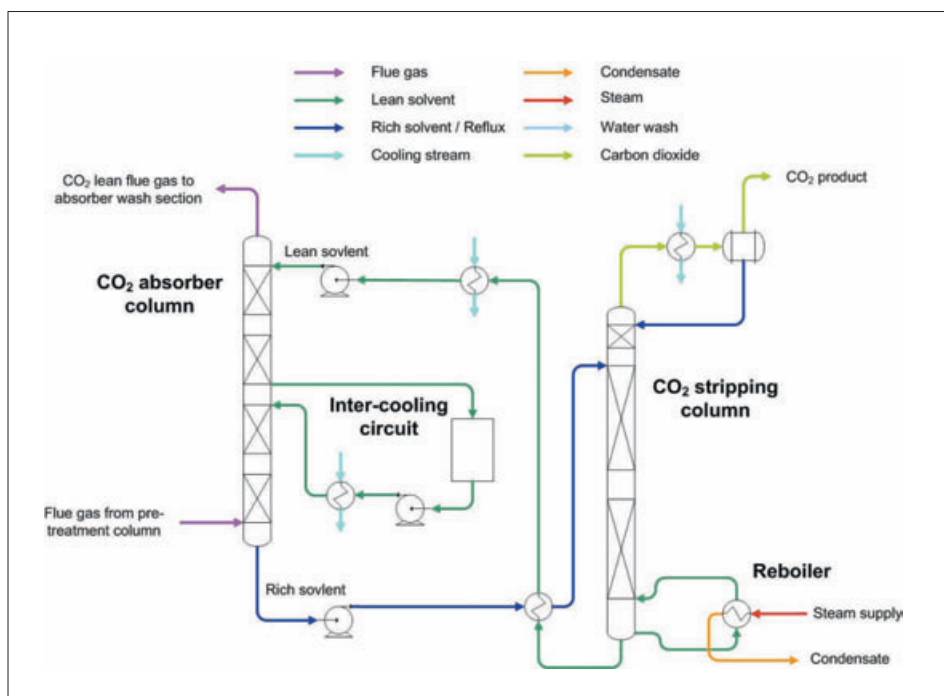 Flue gas
Lean solvent
Rich solvent / Reflux
Cooling stream
Condensate
Steam
Water wash
Carbon dioxide
CO₂ lean flue gas to
absorber wash section
CO₂ product
Lean sovlent
CO₂ absorber
column
CO₂ stripping
column
Inter-cooling
circuit
Flue gas from pre-
treatment column
Rich sovlent
Reboiler
Steam supply
Condensate